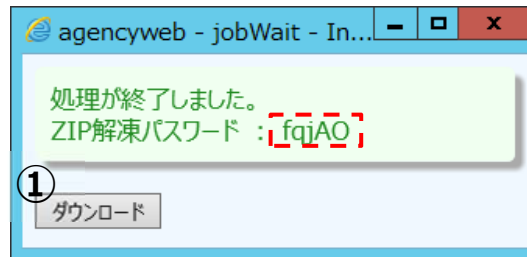 agencyweb - jobWait - In...
処理が終了しました。
ZIP解凍パスワード : fqjAO
①
ダウンロード